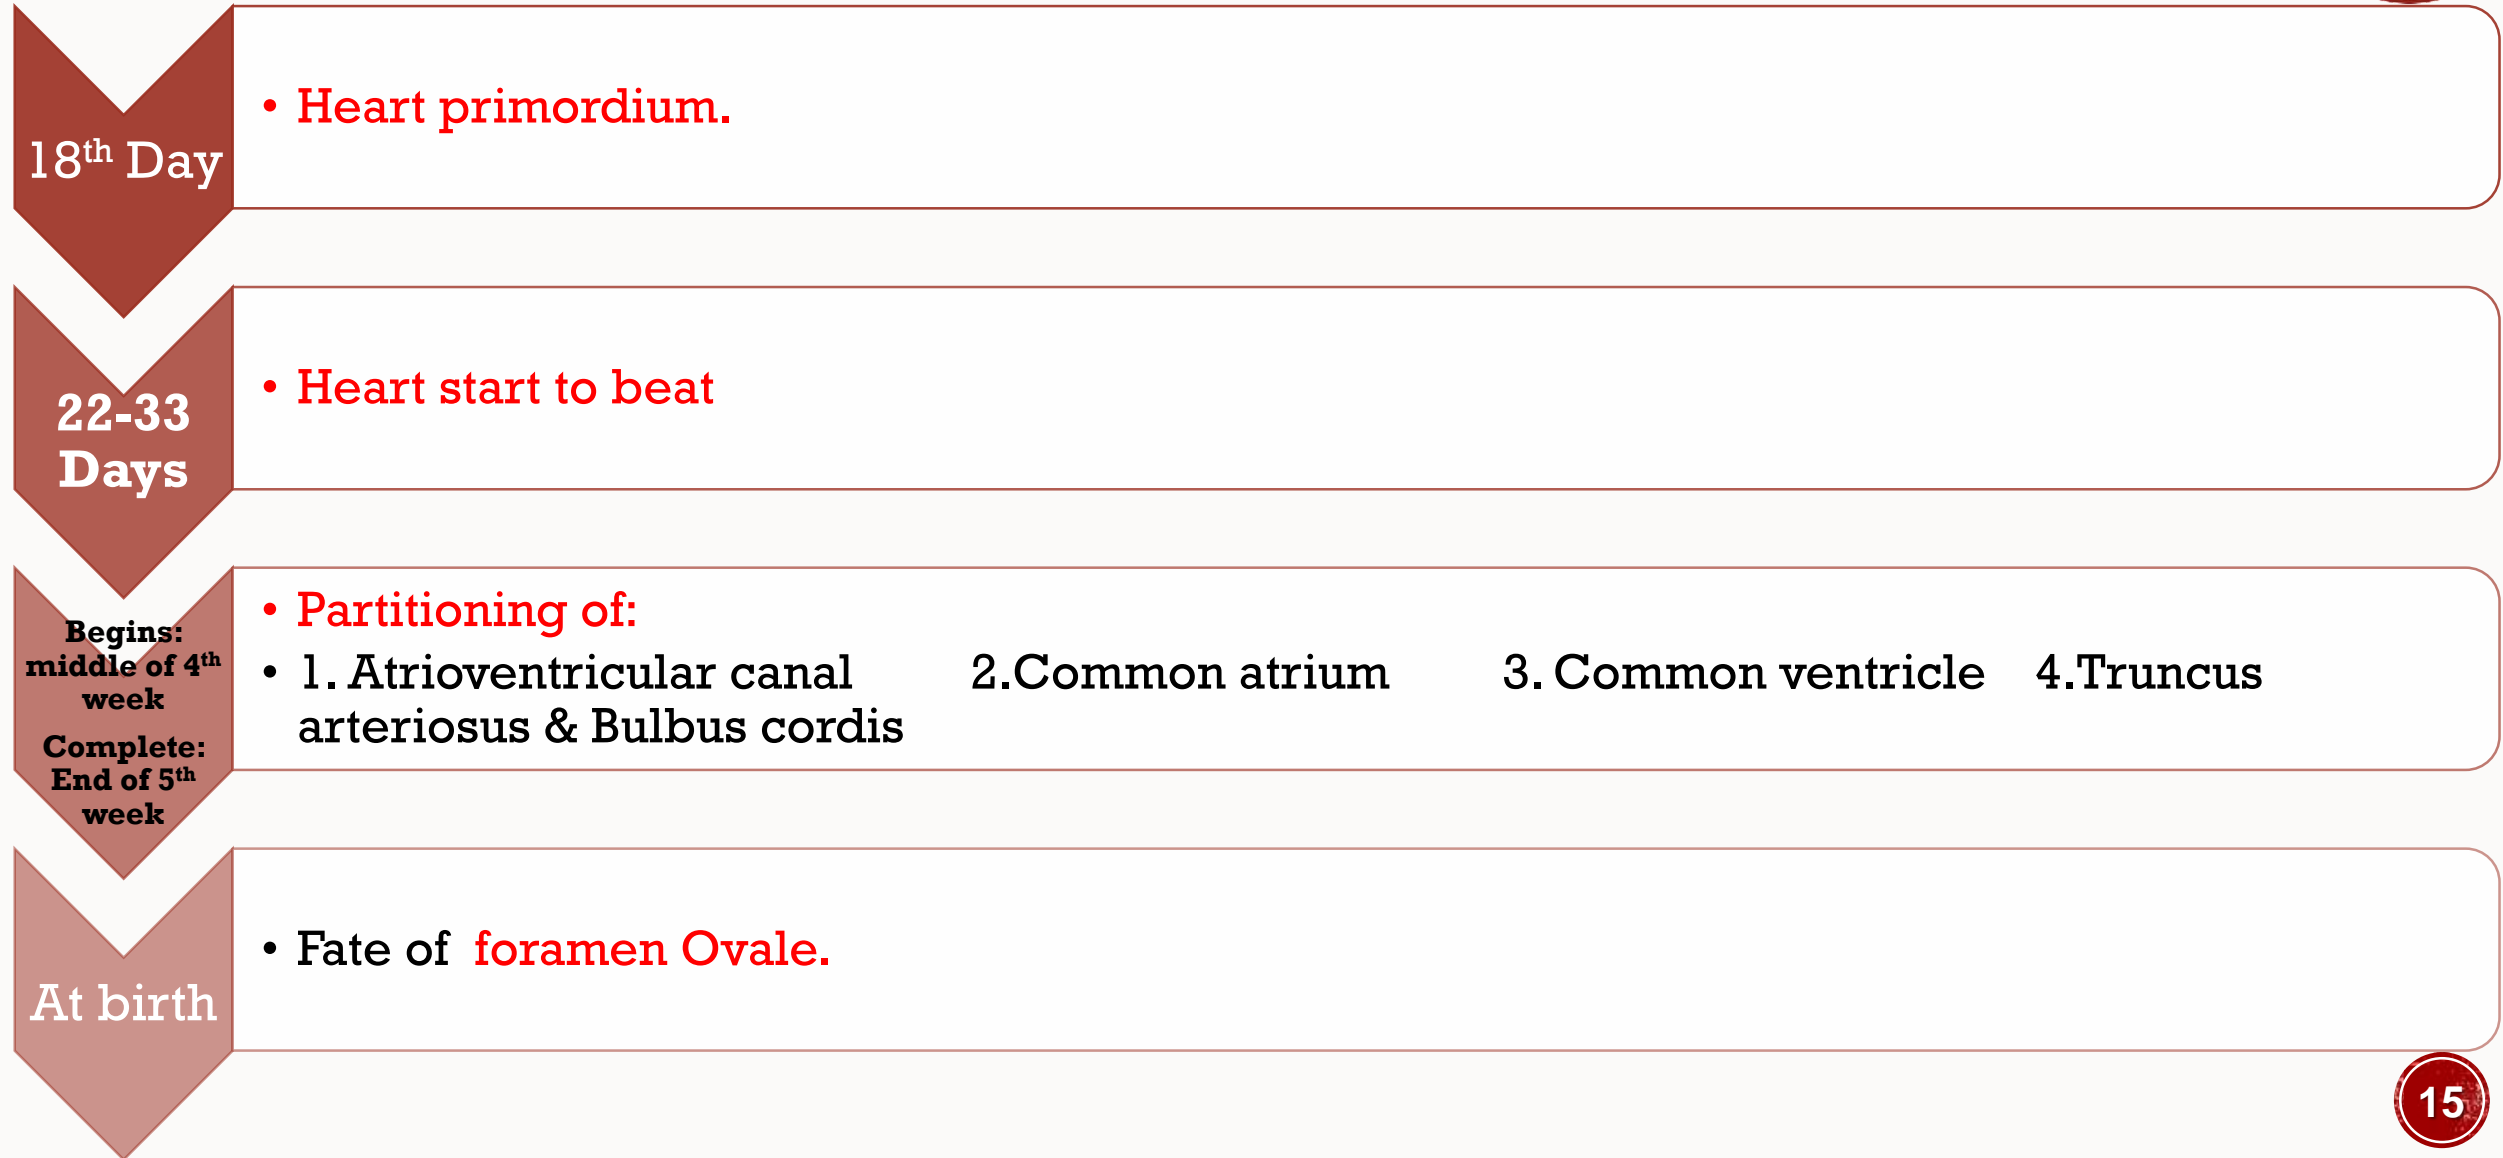 18th Day
• Heart primordium.
22-33
Days
• Heart start to beat
Begins:
middle of 4th
week
Complete:
End of 5th
week
• Partitioning of:
• 1. Atrioventricular canal 2.Common atrium 3. Common ventricle 4.Truncus
arteriosus & Bulbus cordis
At birth
• Fate of foramen Ovale.
15